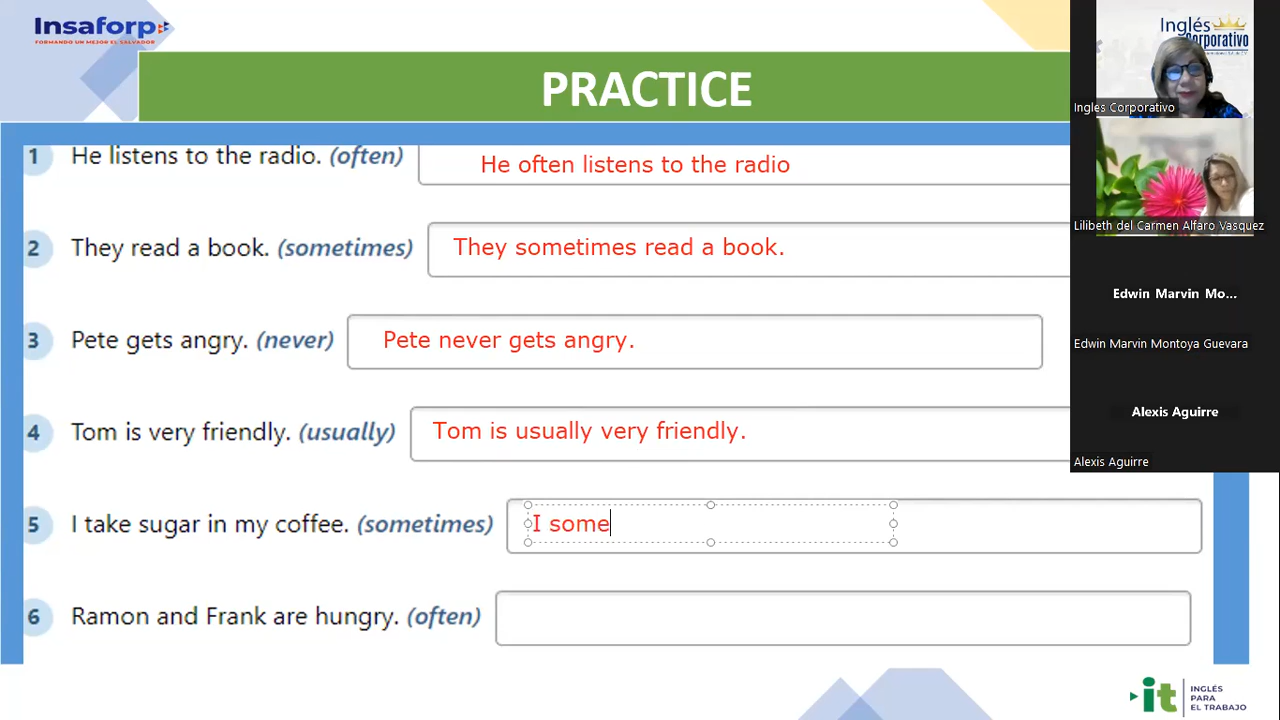 Insaforp
FORMANDO UN MEJOR EL SALVADOR
PRACTICE
1 He listens to the radio. (often) He often listens to the radio
2 They read a book. (sometimes) They sometimes read a book.
3 Pete gets angry. (never) Pete never gets angry.
4 Tom is very friendly. (usually) Tom is usually very friendly.
5 I take sugar in my coffee. (sometimes) I some
6 Ramon and Frank are hungry. (often)
Inglés
Corporativo
Ingles Corporativo
Lilibeth del Carmen Alfaro Vasquez
Edwin Marvin Mo...
Edwin Marvin Montoya Guevara
Alexis Aguirre
Alexis Aguirre
it
INGLÉS
PARA
EL TRABAJO